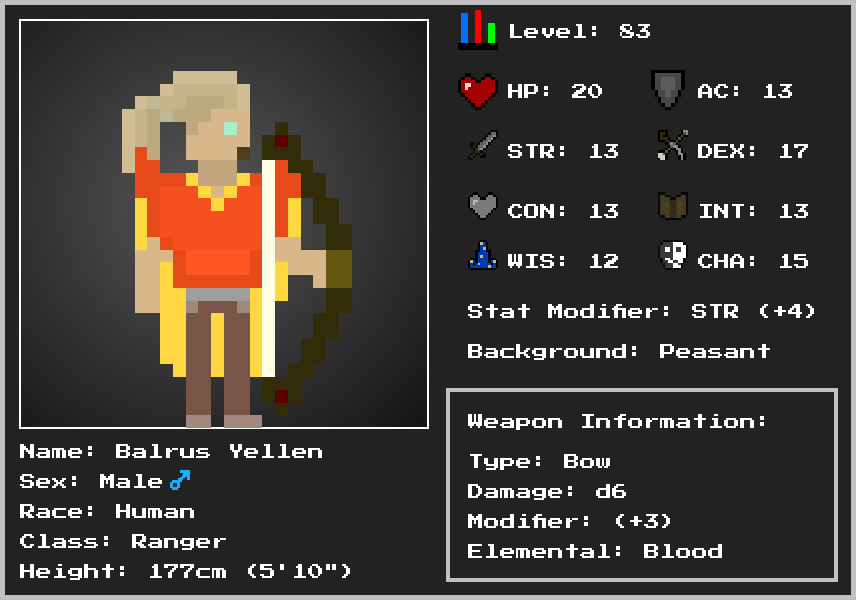 Level: 83
HP: 20
AC: 13
STR: 13
DEX: 17
CON: 13
INT: 13
WIS: 12
CHA: 15
Stat Modifier: STR (+4)
Background: Peasant
Weapon Information:
Type: Bow
Damage: d6
Modifier: (+3)
Elemental: Blood
Name: Balrus Yellen
Sex: Male♂
Race: Human
Class: Ranger
Height: 177cm (5'10")